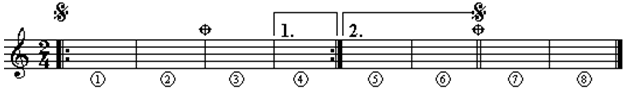 1. 2.
2
4
① ② ③ ④ ⑤ ⑥ ⑦ ⑧